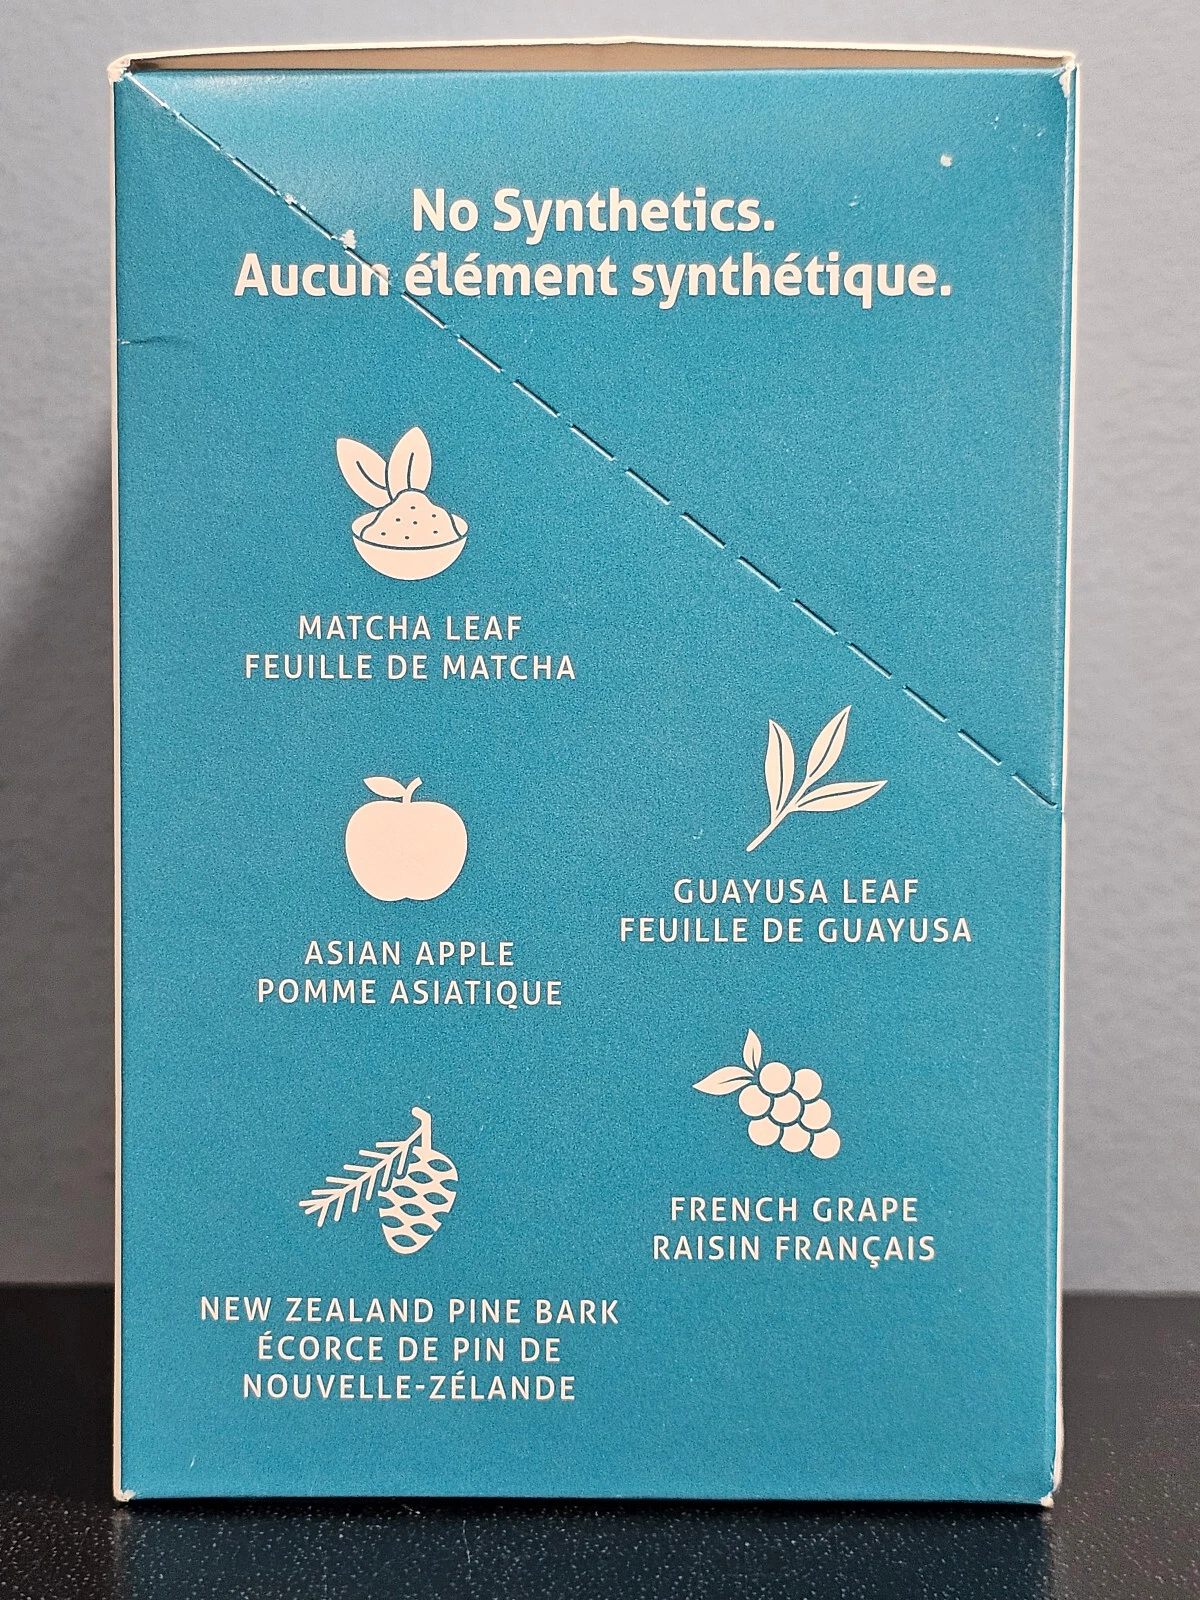 No Synthetics.
Aucun élément synthétique.
MATCHA LEAF
FEUILLE DE MATCHA
GUAYUSA LEAF
FEUILLE DE GUAYUSA
ASIAN APPLE
POMME ASIATIQUE
FRENCH GRAPE
RAISIN FRANÇAIS
NEW ZEALAND PINE BARK
ÉCORCE DE PIN DE
NOUVELLE-ZÉLANDE